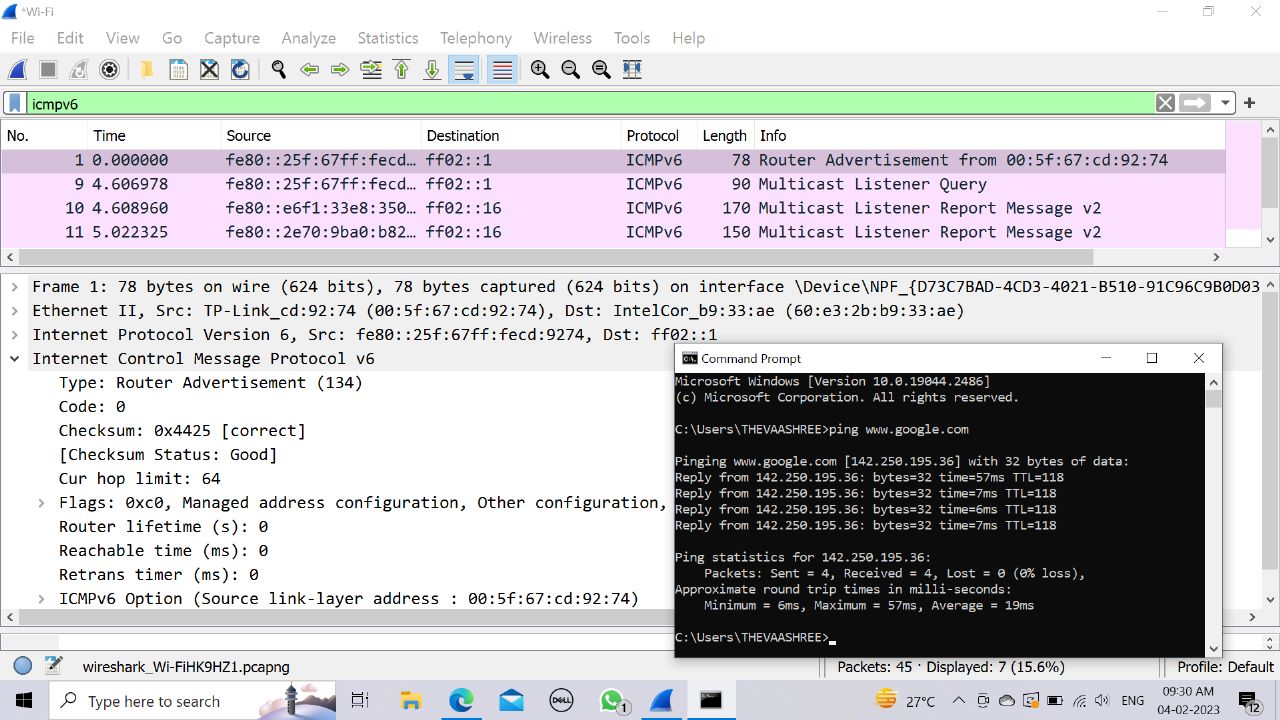 *Wi-Fi
File Edit View Go Capture Analyze Statistics Telephony Wireless Tools Help
icmpv6
No. Time Source Destination Protocol Length Info
1 0.000000 fe80::25f:67ff:fecd… ff02::1 ICMPv6 78 Router Advertisement from 00:5f:67:cd:92:74
9 4.606978 fe80::25f:67ff:fecd… ff02::1 ICMPv6 90 Multicast Listener Query
10 4.608960 fe80::e6f1:33e8:350… ff02::16 ICMPv6 170 Multicast Listener Report Message v2
11 5.022325 fe80::2e70:9ba0:b82… ff02::16 ICMPv6 150 Multicast Listener Report Message v2
Frame 1: 78 bytes on wire (624 bits), 78 bytes captured (624 bits) on interface \Device\NPF_{D73C7BAD-4CD3-4021-B510-91C96C9B0D03
Ethernet II, Src: TP-Link_cd:92:74 (00:5f:67:cd:92:74), Dst: IntelCor_b9:33:ae (60:e3:2b:b9:33:ae)
Internet Protocol Version 6, Src: fe80::25f:67ff:fecd:9274, Dst: ff02::1
Internet Control Message Protocol v6
Type: Router Advertisement (134)
Code: 0
Checksum: 0x4425 [correct]
[Checksum Status: Good]
Cur hop limit: 64
Flags: 0xc0, Managed address configuration, Other configuration,
Router lifetime (s): 0
Reachable time (ms): 0
Retrans timer (ms): 0
ICMPv6 Option (Source link-layer address : 00:5f:67:cd:92:74)
Command Prompt
Microsoft Windows [Version 10.0.19044.2486]
(c) Microsoft Corporation. All rights reserved.
C:\Users\THEVAASHREE>ping www.google.com
Pinging www.google.com [142.250.195.36] with 32 bytes of data:
Reply from 142.250.195.36: bytes=32 time=57ms TTL=118
Reply from 142.250.195.36: bytes=32 time=7ms TTL=118
Reply from 142.250.195.36: bytes=32 time=6ms TTL=118
Reply from 142.250.195.36: bytes=32 time=7ms TTL=118
Ping statistics for 142.250.195.36:
Packets: Sent = 4, Received = 4, Lost = 0 (0% loss),
Approximate round trip times in milli-seconds:
Minimum = 6ms, Maximum = 57ms, Average = 19ms
C:\Users\THEVAASHREE>
wireshark_Wi-FiHK9HZ1.pcapng Packets: 45 · Displayed: 7 (15.6%) Profile: Default
Type here to search DELL 1 27°C ENG 09:30 AM 12
04-02-2023